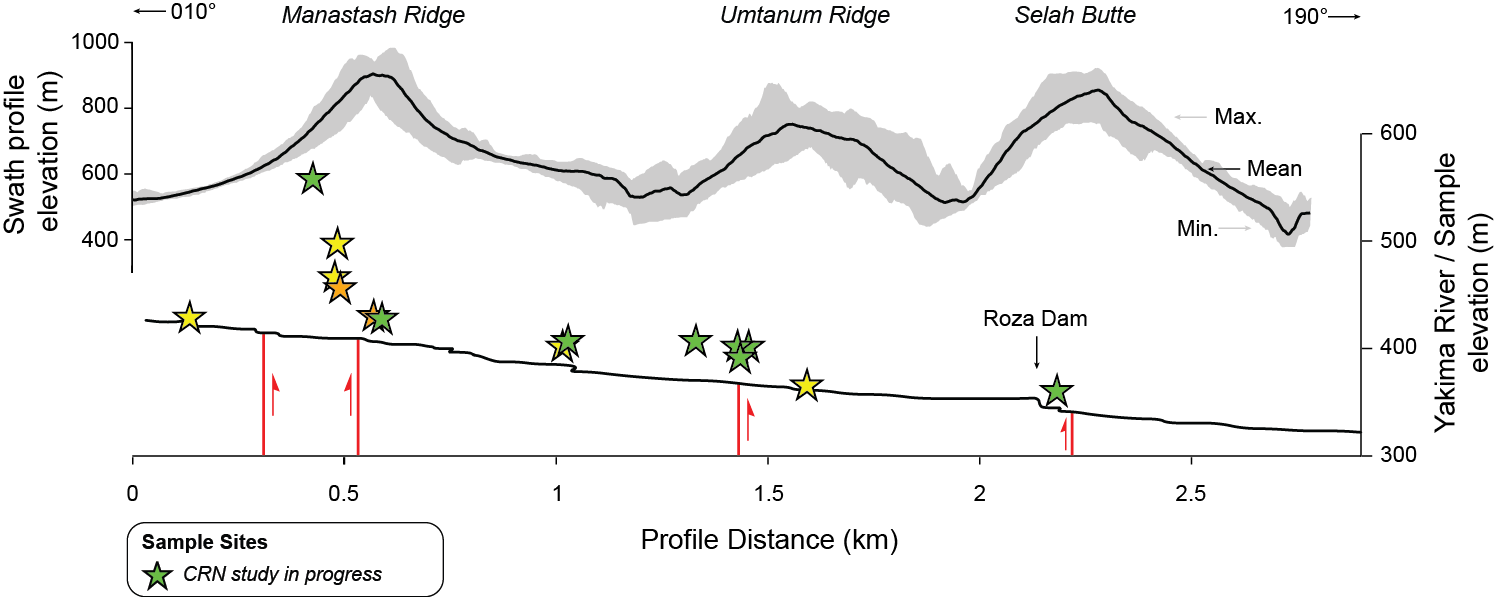 010°
Manastash Ridge
Umtanum Ridge
Selah Butte
190°
Swath profile
elevation (m)
1000
800
600
400
Max.
Mean
Min.
600
500
400
300
Yakima River / Sample
elevation (m)
Roza Dam
0
0.5
1
1.5
2
2.5
Profile Distance (km)
Sample Sites
CRN study in progress